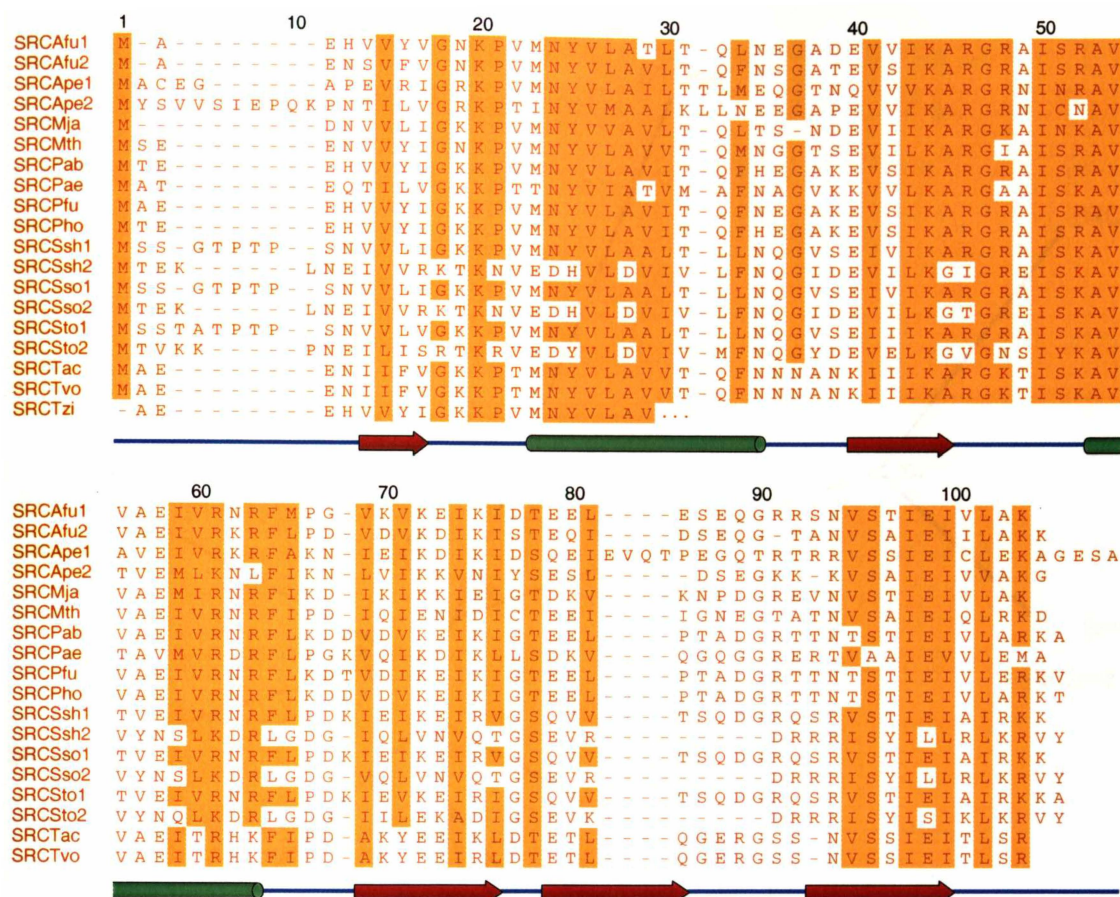 1 10 20 30 40 50
SRCAfu1 M - A - - - - - - - - E H V V Y V G N K P V M N Y V L A T L T - Q L N E G A D E V V I K A R G R A I S R A V
SRCAfu2 M - A - - - - - - - - E N S V F V G N K P V M N Y V L A V L T - Q F N S G A T E V S I K A R G R A I S R A V
SRCApe1 M A C E G - - - - - - A P E V R I G R K P T M N Y V L A I L T T L M E Q G T N Q V V V K A R G R N I N R A V
SRCApe2 M Y S V V S I E P Q K P N T I L V G R K P T I N Y V M A A L K L L N E E G A P E V V I K A R G R N I C N A V
SRCMja M - - - - - - - - - - D N V V L I G K K P V M N Y V V A V L T - Q L T S - N D E V I I K A R G K A I N K A V
SRCMth M S E - - - - - - - - E N V V Y I G N K P V M N Y V L A V V T - Q M N G G T S E V I L K A R G I A I S R A V
SRCPab M T E - - - - - - - - E H V V Y I G K K P V M N Y V L A V I T - Q F H E G A K E V S I K A R G R A I S R A V
SRCPae M A T - - - - - - - - E Q T I L V G K K P T T N Y V I A T V M - A F N A G V K K V V L K A R G A A I S R A V
SRCPfu M A E - - - - - - - - E H V V Y I G K K P V M N Y V L A V I T - Q F N E G A K E V S I K A R G R A I S R A V
SRCPho M T E - - - - - - - - E H V V Y I G K K P V M N Y V L A V I T - Q F H E G A K E V S I K A R G R A I S R A V
SRCSsh1 M S S - G T P T P - - S N V V L I G K K P V M N Y V L A A L T - L L N Q G V S E I V I K A R G R A I S R A V
SRCSsh2 M T E K - - - - - - L N E I V V R K T K N V E D H V L D V I V - L F N Q G I D E V I L K G I G R E I S K A V
SRCSso1 M S S - G T P T P - - S N V V L I G K K P V M N Y V L A A L T - L L N Q G V S E I V I K A R G R A I S R A V
SRCSso2 M T E K - - - - - - L N E I V V R K T K N V E D H V L D V I V - L F N Q G I D E V I L K G T G R E I S K A V
SRCSto1 M S S T A T P T P - - S N V V L V G K K P V M N Y V L A A L T - L L N Q G V S E I T I K A R G R A I S K A V
SRCSto2 M T V K K - - - - - P N E I L I S R T K R V E D Y V L D V I V - M F N Q G Y D E V E L K G V G N S I Y K A V
SRCTac M A E - - - - - - - - E N I I F V G K K P T M N Y V L A V V T - Q F N N N A N K I I I K A R G K T I S K A V
SRCTvo M A E - - - - - - - - E N I I F V G K K P V M N Y V L A V V T - Q F N N N A N K I I I K A R G K T I S K A V
SRCTzi - A E - - - - - - - - E H V V Y I G K K P V M N Y V L A V ...
60 70 80 90 100
SRCAfu1 V A E I V R N R F M P G - V K V K E I K I D T E E L - - - - E S E Q G R R S N V S T I E I V L A K
SRCAfu2 V A E I V R K R F L P D - V D V K D I K I S T E Q I - - - - D S E Q G - T A N V S A I E I I L A K K
SRCApe1 A V E I V R K R F A K N - I E I K D I K I D S Q E I E V Q T P E G Q T R T R R V S S I E I C L E K A G E S A
SRCApe2 T V E M L K N L F I K N - L V I K K V N I Y S E S L - - - - D S E G K K - K V S A I E I V V A K G
SRCMja V A E M I R N R F I K D - I K I K K I E I G T D K V - - - - K N P D G R E V N V S T I E I V L A K
SRCMth V A E I V R N R F I P D - I Q I E N I D I C T E E I - - - - I G N E G T A T N V S A I E I Q L R K D
SRCPab V A E I V R N R F L K D D V D V K E I K I G T E E L - - - - P T A D G R T T N T S T I E I V L A R K A
SRCPae T A V M V R D R F L P G K V Q I K D I K L L S D K V - - - - Q G Q G G R E R T V A A I E V V L E M A
SRCPfu V A E I V R N R F L K D T V D I K E I K I G T E E L - - - - P T A D G R T T N T S T I E I V L E R K V
SRCPho V A E I V R N R F L K D D V D V K E I K I G T E E L - - - - P T A D G R T T N T S T I E I V L A R K T
SRCSsh1 T V E I V R N R F L P D K I E I K E I R V G S Q V V - - - - T S Q D G R Q S R V S T I E I A I R K K
SRCSsh2 V Y N S L K D R L G D G - I Q L V N V Q T G S E V R - - - - - - - - D R R R I S Y I L L R L K R V Y
SRCSso1 T V E I V R N R F L P D K I E I K E I R V G S Q V V - - - - T S Q D G R Q S R V S T I E I A I R K K
SRCSso2 V Y N S L K D R L G D G - V Q L V N V Q T G S E V R - - - - - - - - D R R R I S Y I L L R L K R V Y
SRCSto1 T V E I V R N R F L P D K I E V K E I R I G S Q V V - - - - T S Q D G R Q S R V S T I E I A I R K K A
SRCSto2 V Y N Q L K D R L G D G - I I L E K A D I G S E V K - - - - - - - - D R R R I S Y I S I K L K R V Y
SRCTac V A E I T R H K F I P D - A K Y E E I K L D T E T L - - - - Q G E R G S S - N V S S I E I T L S R
SRCTvo V A E I T R H K F I P D - A K Y E E I R L D T E T L - - - - Q G E R G S S - N V S S I E I T L S R